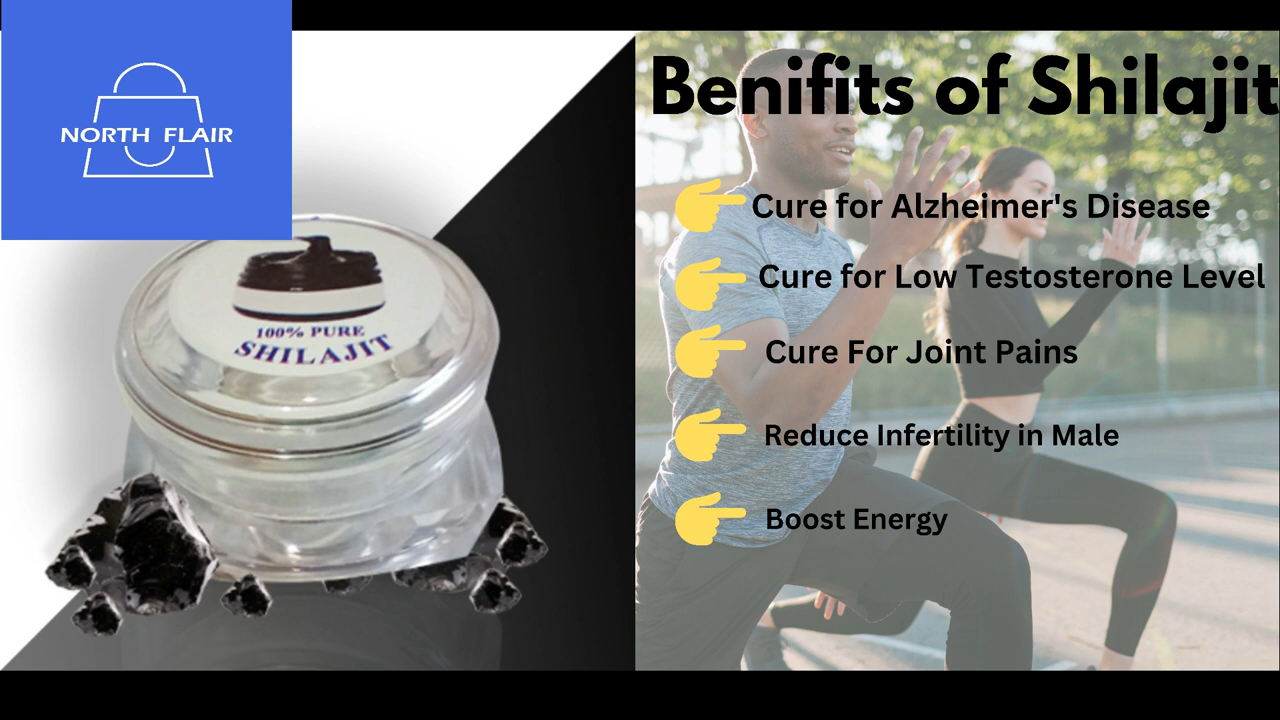 NORTH FLAIR
100% PURE
SHILAJIT
Benifits of Shilajit
Cure for Alzheimer's Disease
Cure for Low Testosterone Level
Cure For Joint Pains
Reduce Infertility in Male
Boost Energy